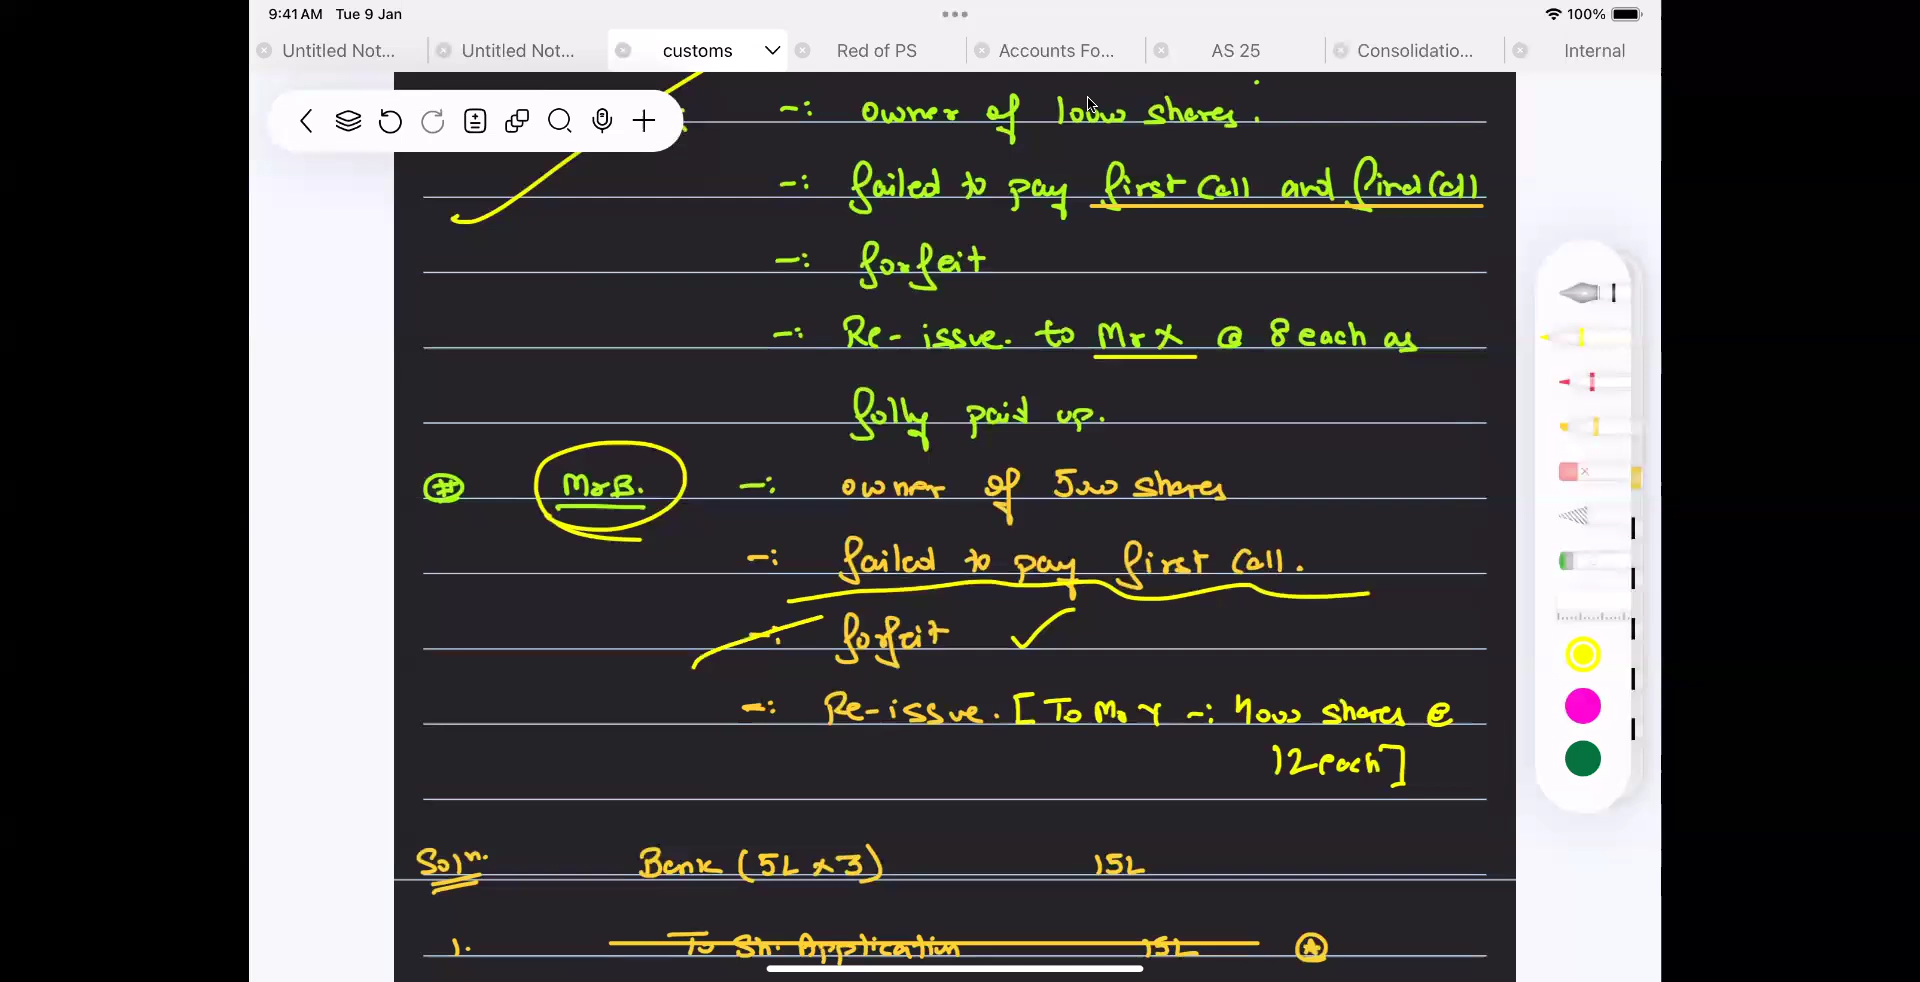 9:41 AM Tue 9 Jan
100%
Untitled Not... Untitled Not... customs Red of PS Accounts Fo... AS 25 Consolidatio... Internal
-: owner of 10000 shares.
-: failed to pay first Call and final Call
-: forfeit
-: Re-issue. to Mr X @ 8 each as
fully paid up.
# Mr B. -: owner of 5000 shares
-: failed to pay first Call.
-: forfeit
-: Re-issue. [To Mr Y -: 4000 shares @
12 each]
Soln. Bank (5L x 3) 15L
1. To Sh. Application 15L